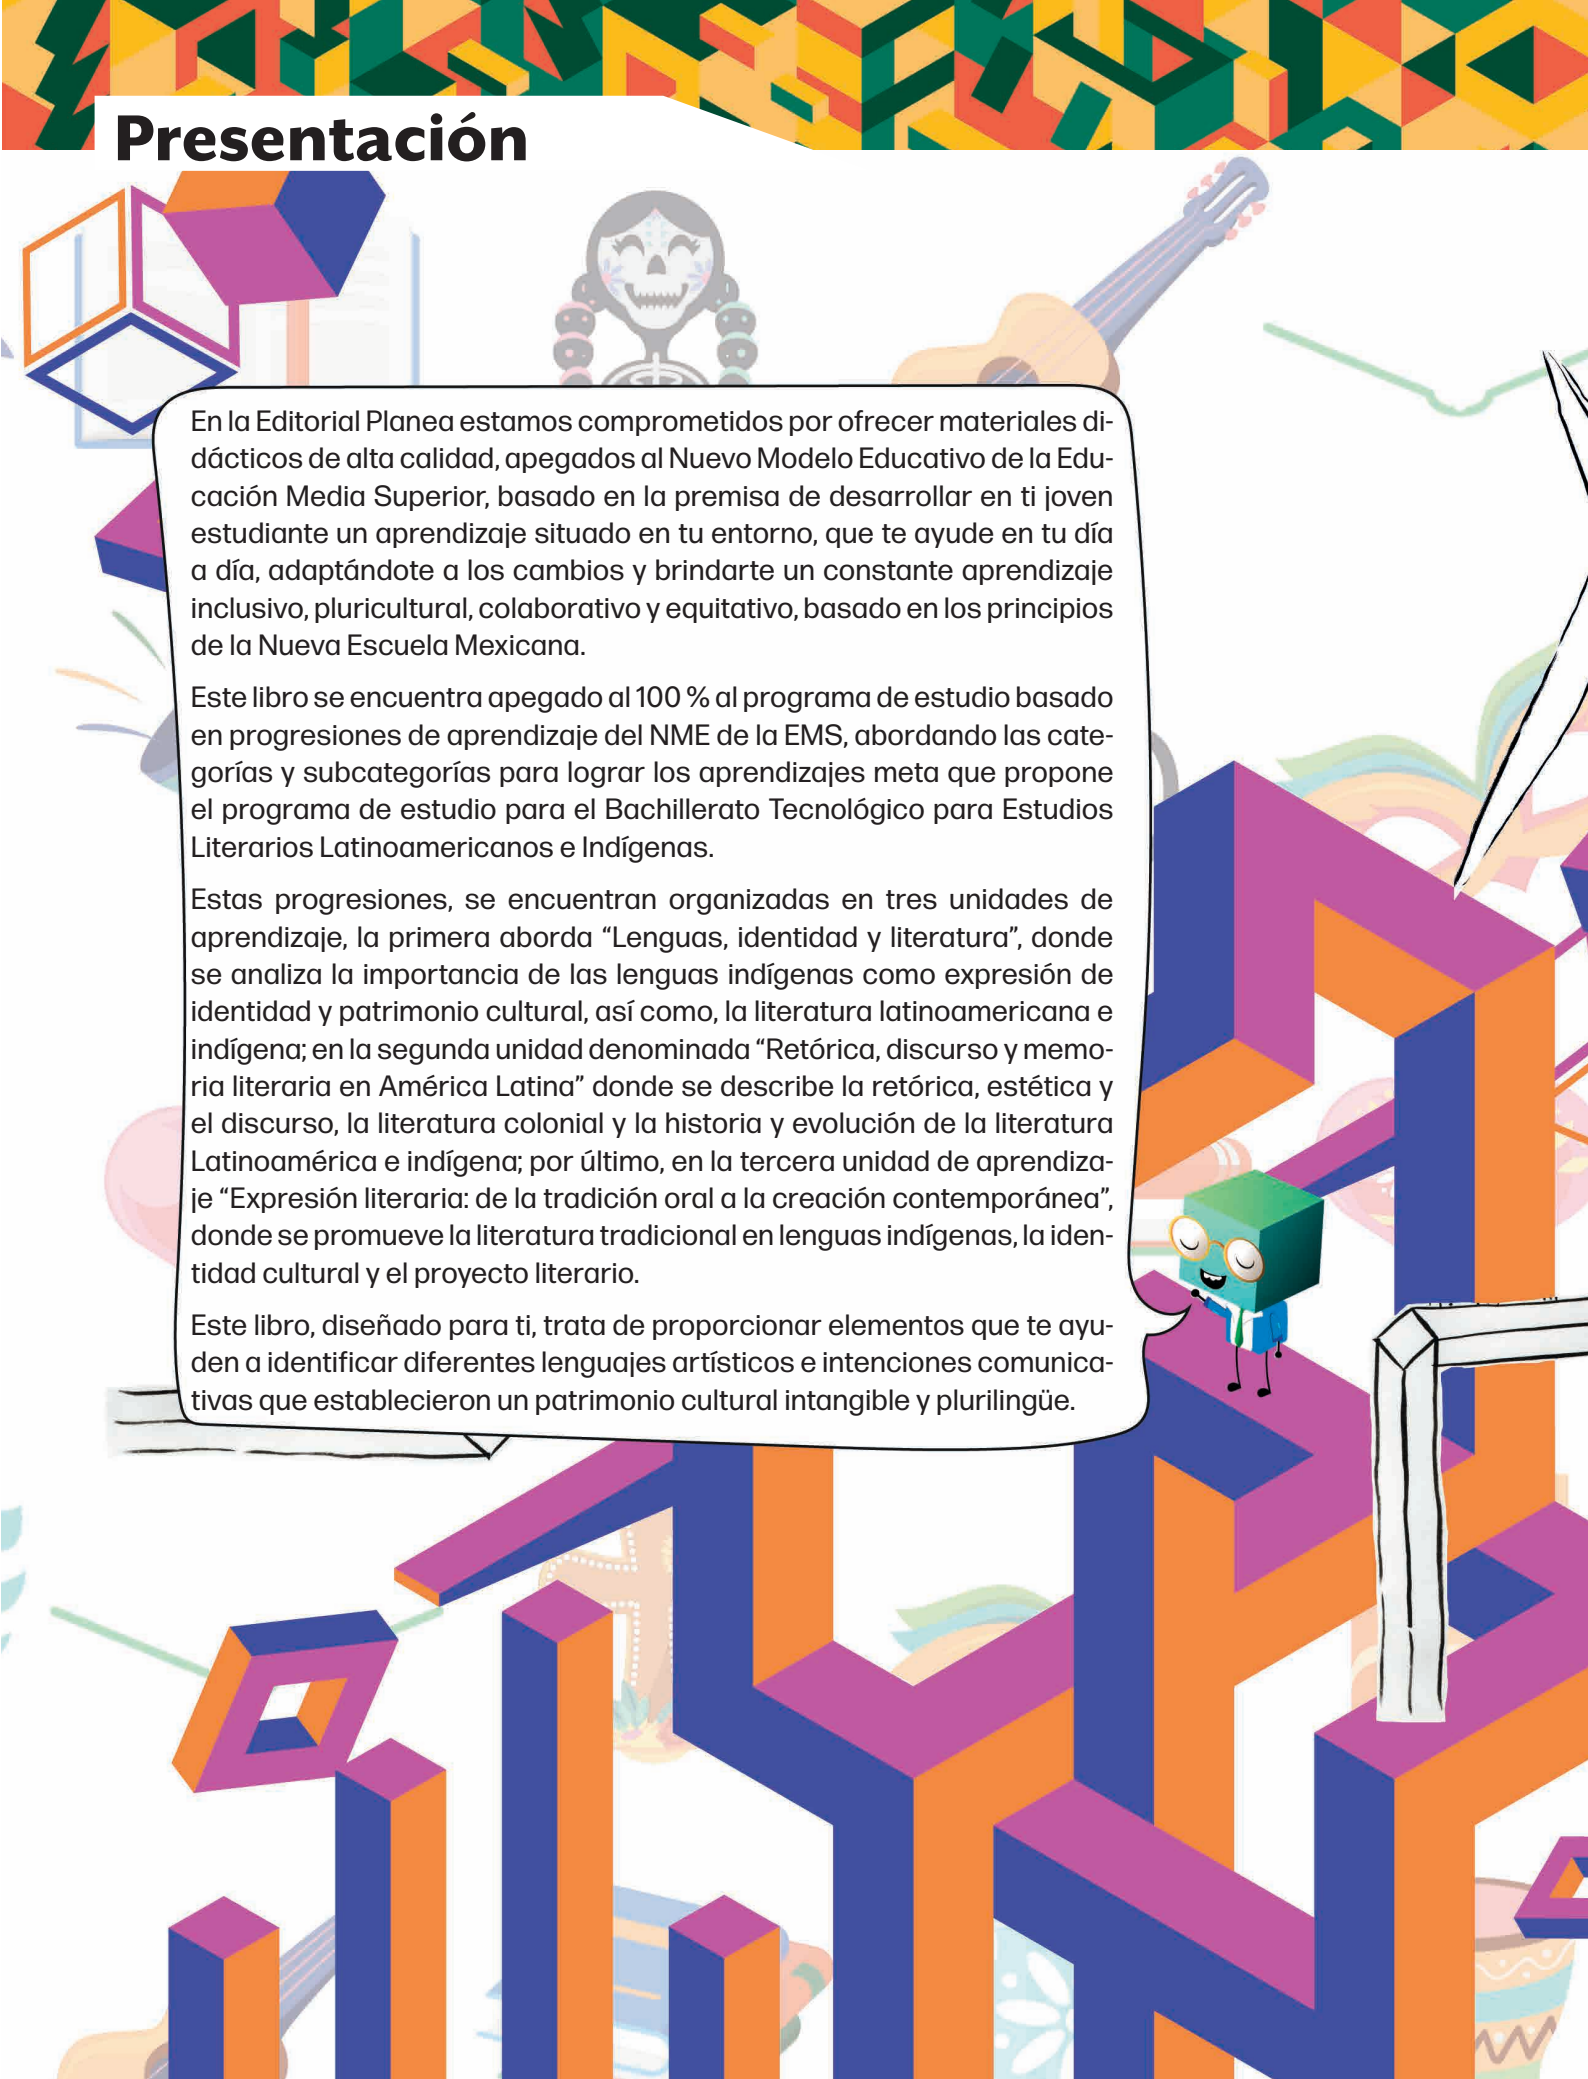 Presentación
En la Editorial Planea estamos comprometidos por ofrecer materiales di-
dácticos de alta calidad, apegados al Nuevo Modelo Educativo de la Edu-
cación Media Superior, basado en la premisa de desarrollar en ti joven
estudiante un aprendizaje situado en tu entorno, que te ayude en tu día
a día, adaptándote a los cambios y brindarte un constante aprendizaje
inclusivo, pluricultural, colaborativo y equitativo, basado en los principios
de la Nueva Escuela Mexicana.
Este libro se encuentra apegado al 100 % al programa de estudio basado
en progresiones de aprendizaje del NME de la EMS, abordando las cate-
gorías y subcategorías para lograr los aprendizajes meta que propone
el programa de estudio para el Bachillerato Tecnológico para Estudios
Literarios Latinoamericanos e Indígenas.
Estas progresiones, se encuentran organizadas en tres unidades de
aprendizaje, la primera aborda “Lenguas, identidad y literatura”, donde
se analiza la importancia de las lenguas indígenas como expresión de
identidad y patrimonio cultural, así como, la literatura latinoamericana e
indígena; en la segunda unidad denominada “Retórica, discurso y memo-
ria literaria en América Latina” donde se describe la retórica, estética y
el discurso, la literatura colonial y la historia y evolución de la literatura
Latinoamérica e indígena; por último, en la tercera unidad de aprendiza-
je “Expresión literaria: de la tradición oral a la creación contemporánea”,
donde se promueve la literatura tradicional en lenguas indígenas, la iden-
tidad cultural y el proyecto literario.
Este libro, diseñado para ti, trata de proporcionar elementos que te ayu-
den a identificar diferentes lenguajes artísticos e intenciones comunica-
tivas que establecieron un patrimonio cultural intangible y plurilingüe.